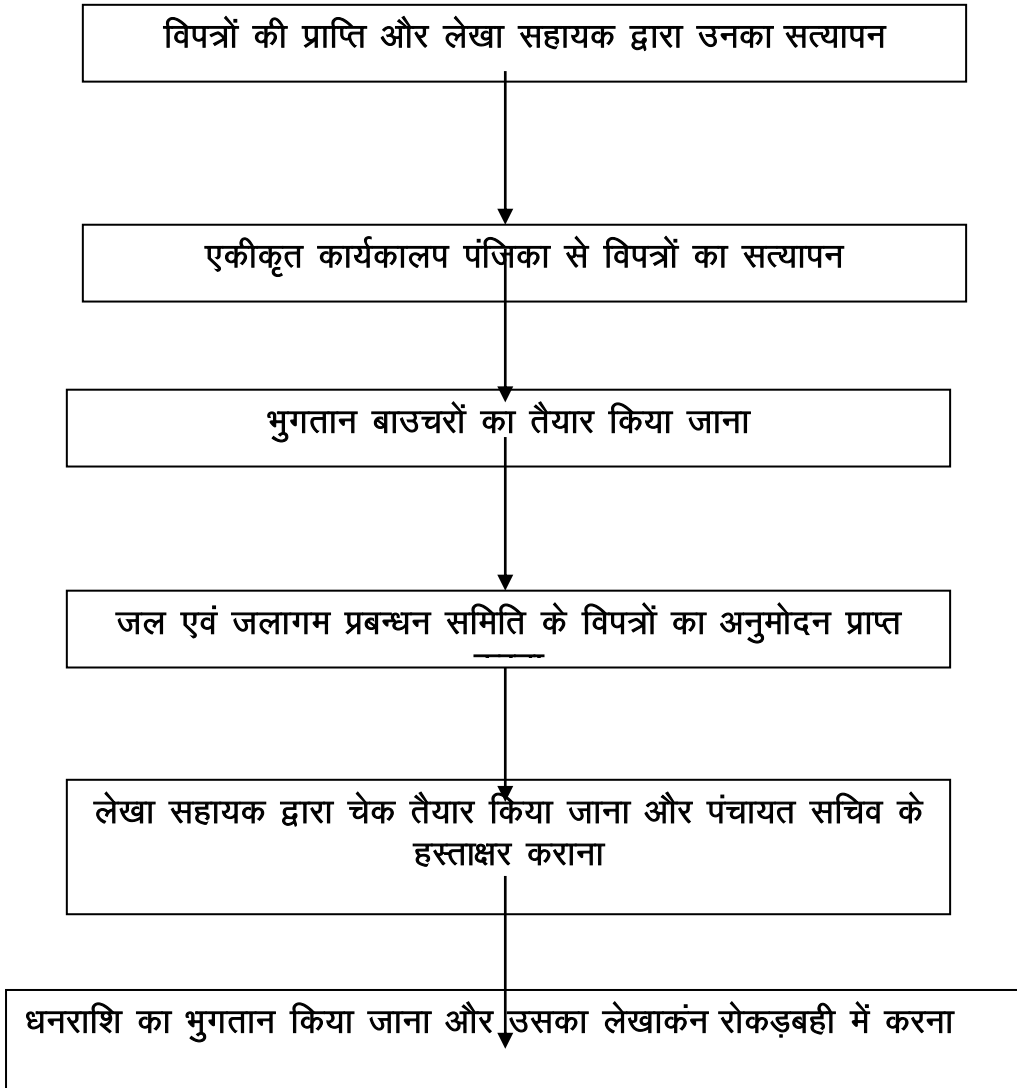 विपत्रों की प्राप्ति और लेखा सहायक द्वारा उनका सत्यापन
एकीकृत कार्यकालप पंजिका से विपत्रों का सत्यापन
भुगतान बाउचरों का तैयार किया जाना
जल एवं जलागम प्रबन्धन समिति के विपत्रों का अनुमोदन प्राप्त
लेखा सहायक द्वारा चेक तैयार किया जाना और पंचायत सचिव के
हस्ताक्षर कराना
धनराशि का भुगतान किया जाना और उसका लेखाकंन रोकड़बही में करना